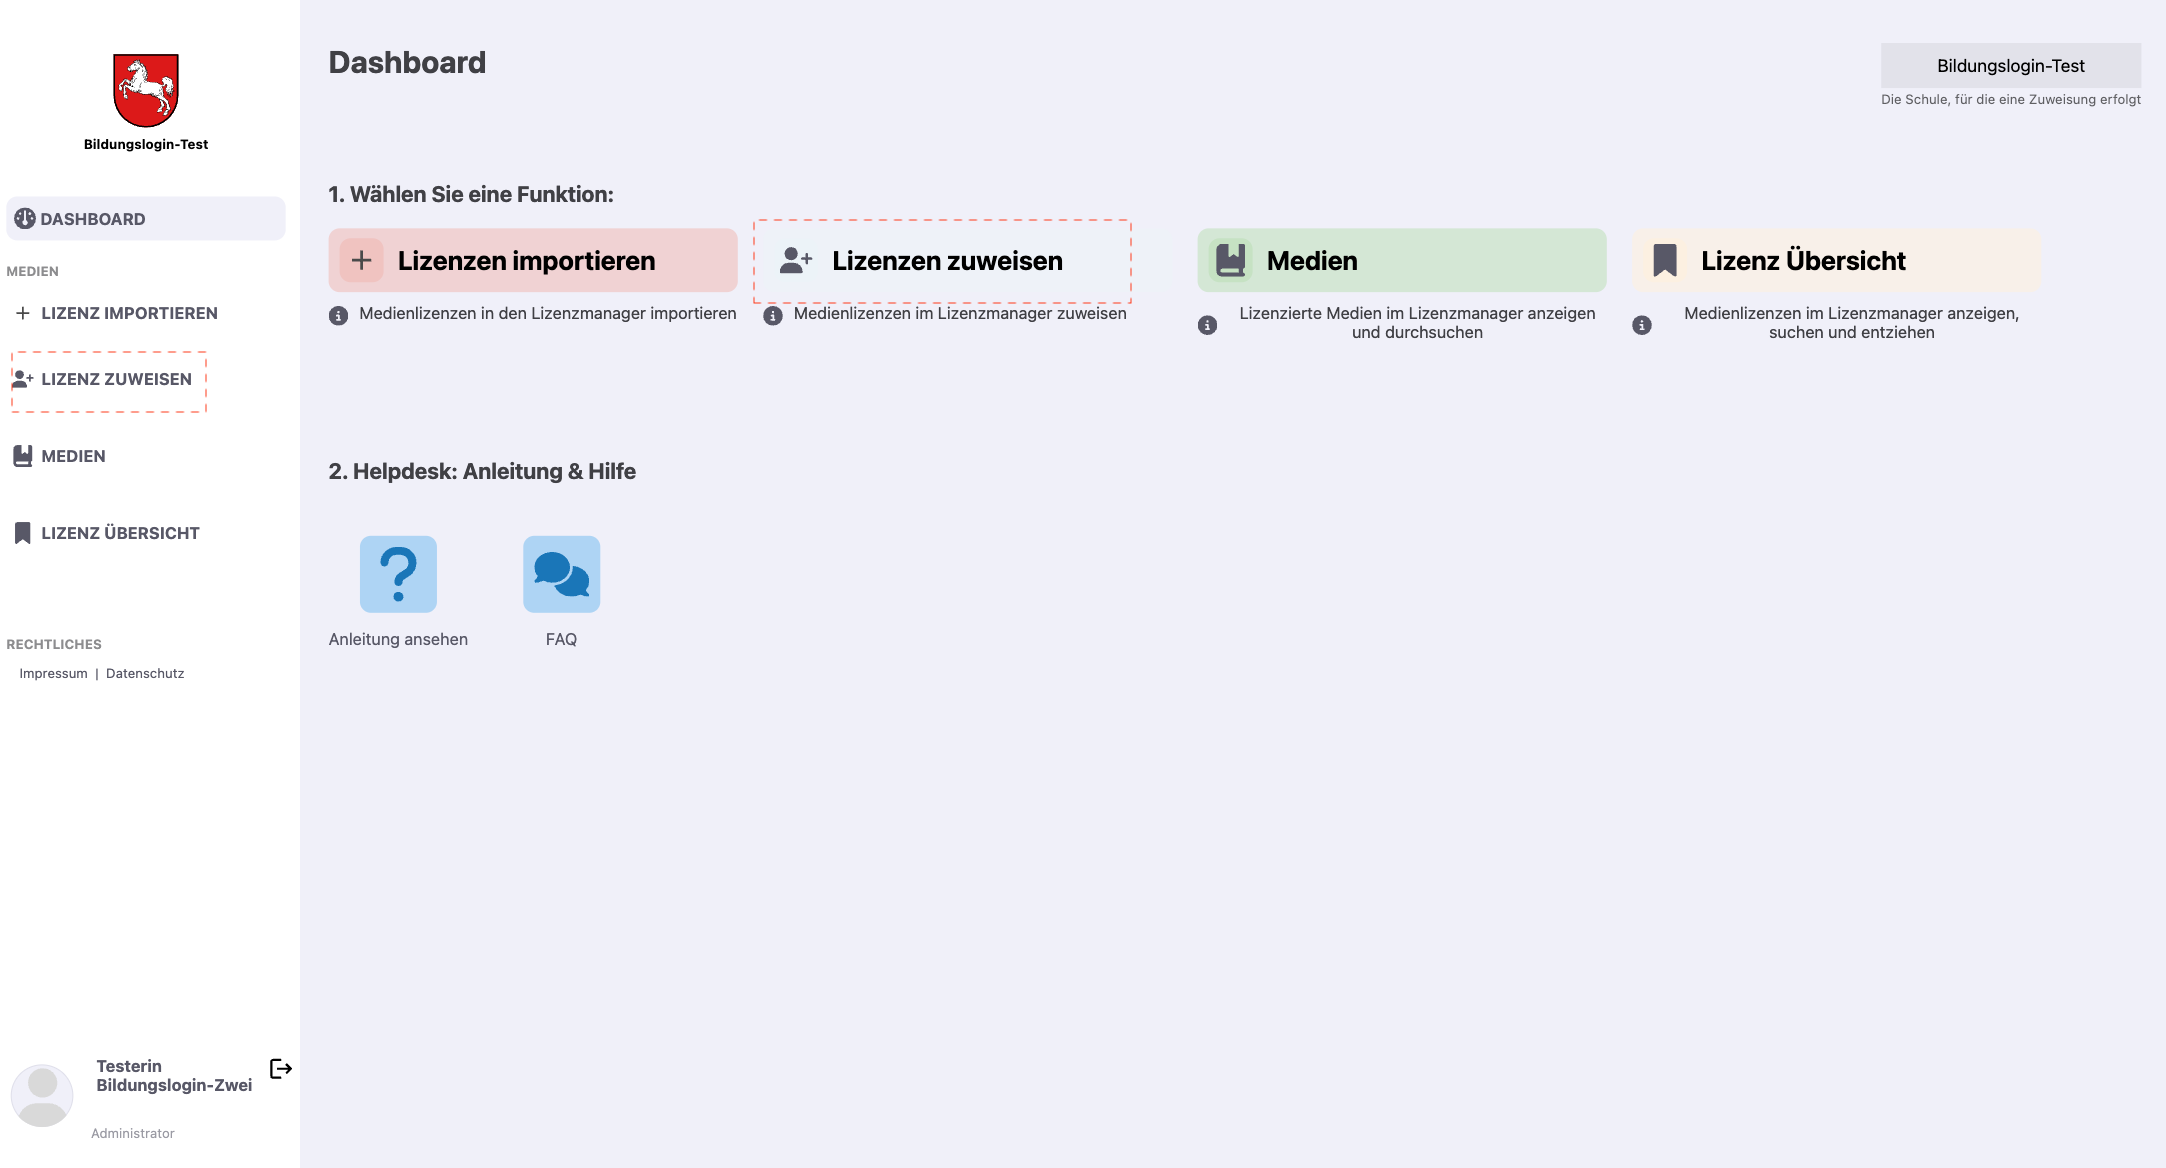 Bildungslogin-Test
DASHBOARD
MEDIEN
LIZENZ IMPORTIEREN
LIZENZ ZUWEISEN
MEDIEN
LIZENZ ÜBERSICHT
RECHTLICHES
Impressum | Datenschutz
Testerin
Bildungslogin-Zwei
Administrator
Dashboard
Bildungslogin-Test
Die Schule, für die eine Zuweisung erfolgt
1. Wählen Sie eine Funktion:
Lizenzen importieren
Medienlizenzen in den Lizenzmanager importieren
Lizenzen zuweisen
Medienlizenzen im Lizenzmanager zuweisen
Medien
Lizenzierte Medien im Lizenzmanager anzeigen
und durchsuchen
Lizenz Übersicht
Medienlizenzen im Lizenzmanager anzeigen,
suchen und entziehen
2. Helpdesk: Anleitung & Hilfe
Anleitung ansehen
FAQ